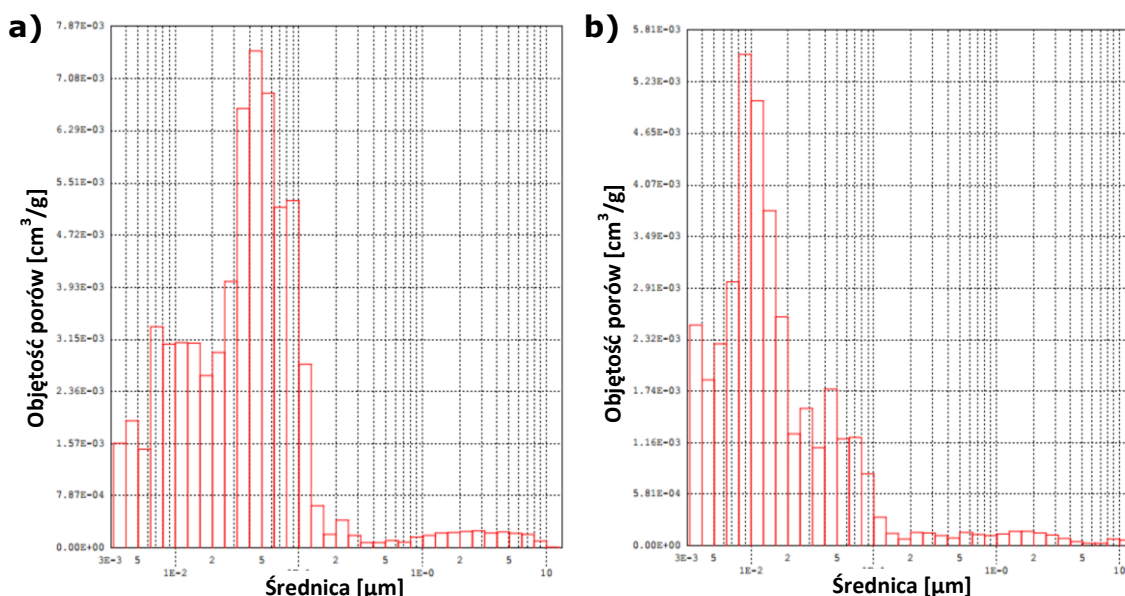 a)
Objętość porów [cm³/g]
7.87E-03
7.08E-03
6.29E-03
5.51E-03
4.72E-03
3.93E-03
3.15E-03
2.36E-03
1.57E-03
7.87E-04
0.00E+00
3E-3 5 1E-2 2 5 2 5 1E-0 2 5 10
Średnica [µm]
b)
Objętość porów [cm³/g]
5.81E-03
5.23E-03
4.65E-03
4.07E-03
3.49E-03
2.91E-03
2.32E-03
1.74E-03
1.16E-03
5.81E-04
0.00E+00
3E-3 5 1E-2 2 5 2 5 1E-0 2 5 10
Średnica [µm]